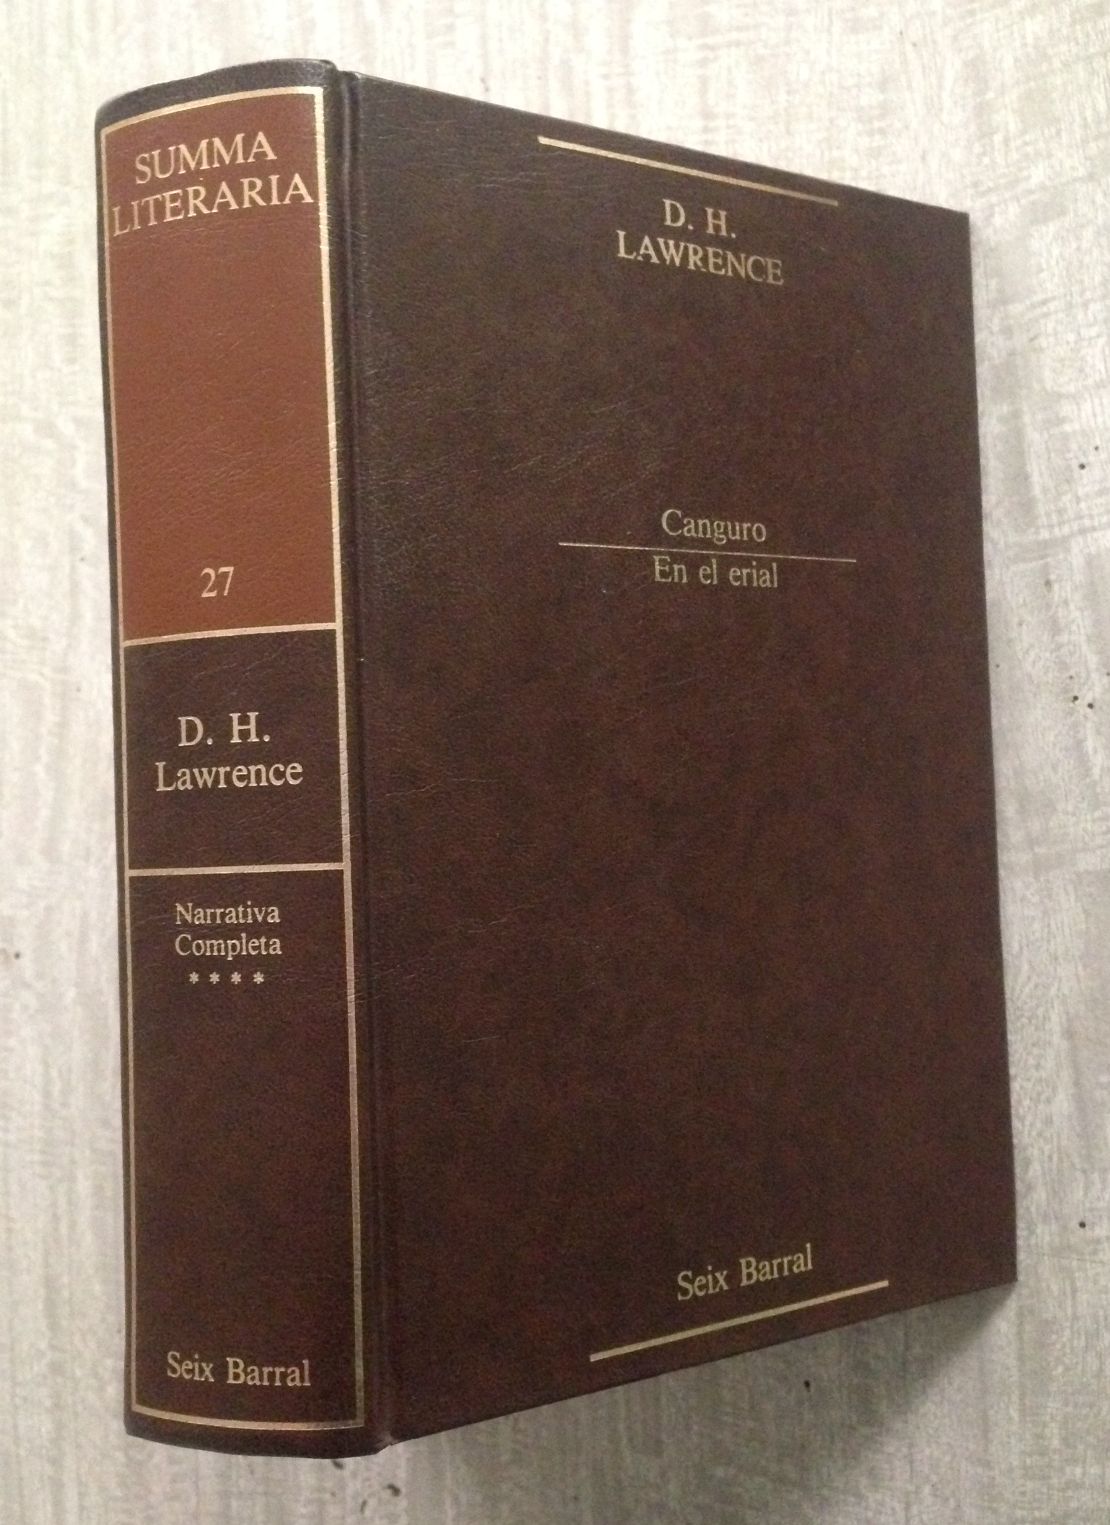 SUMMA
LITERARIA
27
D. H.
Lawrence
Narrativa
Completa
****
Seix Barral
D. H.
LAWRENCE
Canguro
En el erial
Seix Barral